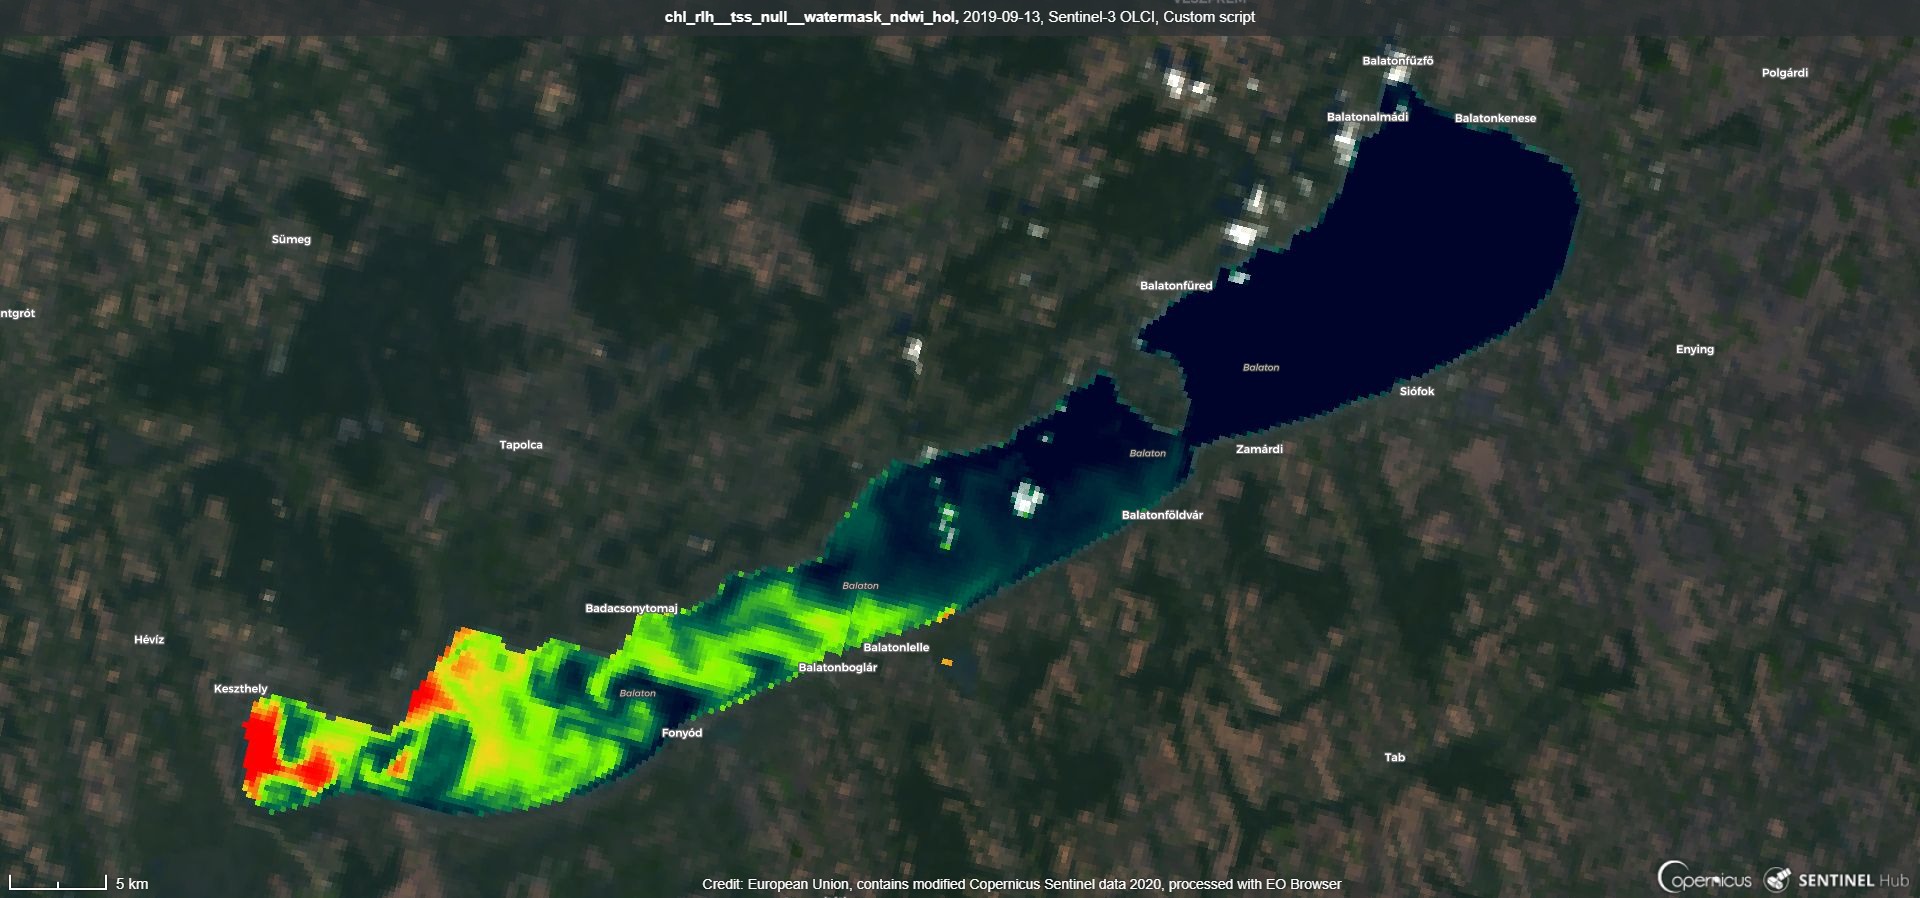 chl_rlh__tss_null__watermask_ndwi_hol, 2019-09-13, Sentinel-3 OLCI, Custom script
Balatonfűzfő
Polgárdi
Balatonalmádi
Balatonkenese
Sümeg
Balatonfüred
ntgrót
Enying
Balaton
Siófok
Tapolca
Zamárdi
Balaton
Balatonföldvár
Balaton
Badacsonytomaj
Hévíz
Balatonlelle
Balatonboglár
Keszthely
Balaton
Fonyód
Tab
5 km
Credit: European Union, contains modified Copernicus Sentinel data 2020, processed with EO Browser
opernicus
SENTINEL Hub